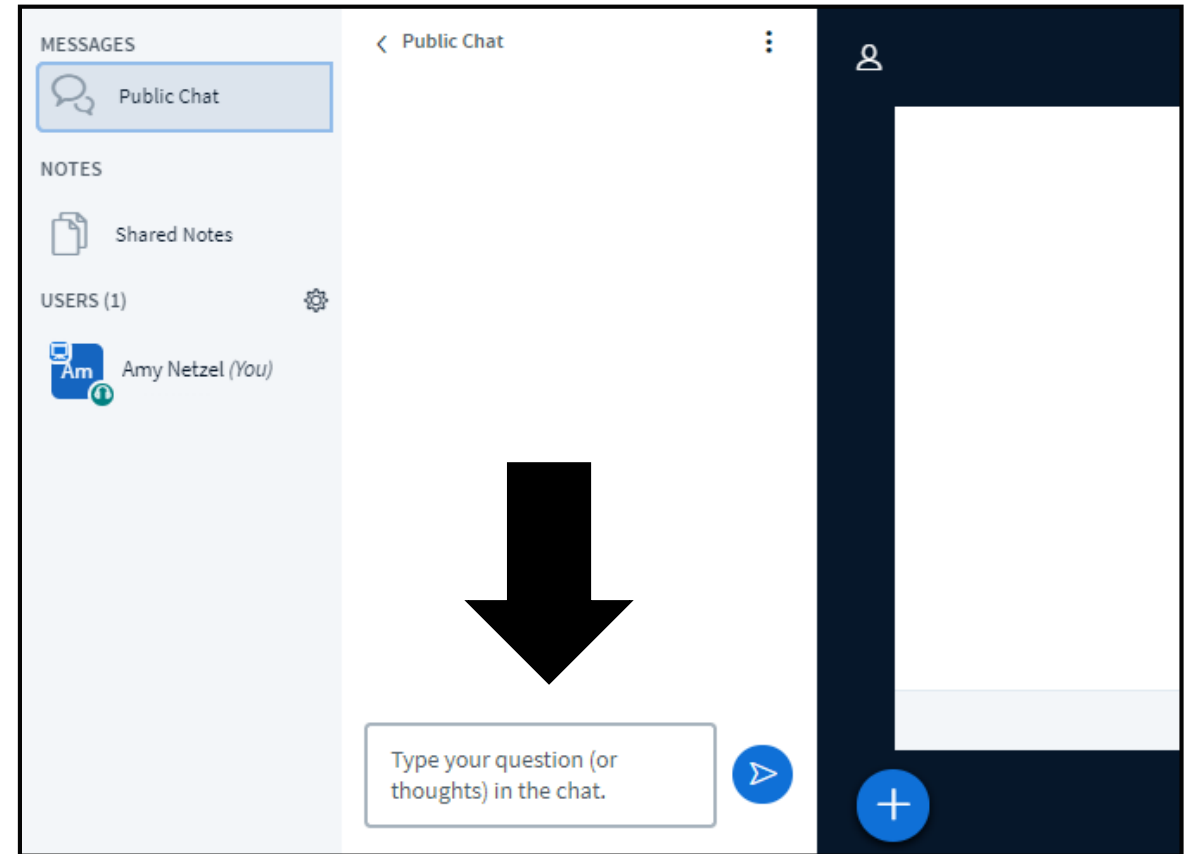 MESSAGES
Public Chat
NOTES
Shared Notes
USERS (1)
Am
Amy Netzel (You)
Public Chat
Type your question (or
thoughts) in the chat.